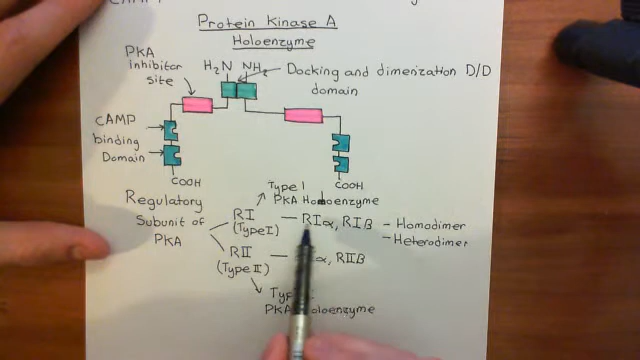 Protein Kinase A
Holoenzyme
PKA
inhibitor
site
H₂N NH₂
Docking and dimerization D/D
domain
CAMP
binding
Domain
COOH
COOH
Regulatory
Subunit of
PKA
Type I
PKA Holoenzyme
RI
(Type I)
RIα, RIβ - Homodimer
- Heterodimer
RII
(Type II)
α, RIIβ
PKA Holoenzyme